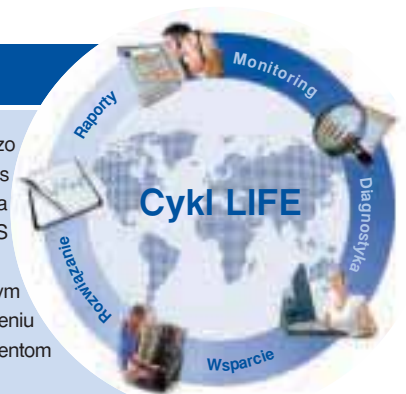 Monitoring
Diagnostyka
Wsparcie
Rozwiązanie
Raporty
Cykl LIFE
zo
s
a
S
ym
eniu
entom